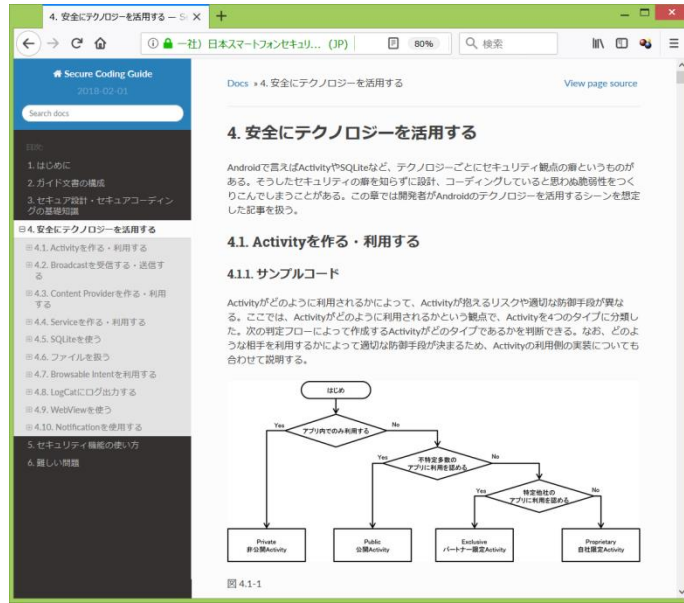 4. 安全にテクノロジーを活用する — S
一社) 日本スマートフォンセキュリ... (JP)
80%
検索
Secure Coding Guide
2018-02-01
Search docs
目次:
1. はじめに
2. ガイド文書の構成
3. セキュア設計・セキュアコーディン
グの基礎知識
4. 安全にテクノロジーを活用する
4.1. Activityを作る・利用する
4.2. Broadcastを受信する・送信す
る
4.3. Content Providerを作る・利用
する
4.4. Serviceを作る・利用する
4.5. SQLiteを使う
4.6. ファイルを扱う
4.7. Browsable Intentを利用する
4.8. LogCatにログ出力する
4.9. WebViewを使う
4.10. Notificationを使用する
5. セキュリティ機能の使い方
6. 難しい問題
Docs » 4. 安全にテクノロジーを活用する
View page source
4. 安全にテクノロジーを活用する
Androidで言えばActivityやSQLiteなど、テクノロジーごとにセキュリティ観点の癖というものが
ある。そうしたセキュリティの癖を知らずに設計、コーディングしていると思わぬ脆弱性をつく
りこんでしまうことがある。この章では開発者がAndroidのテクノロジーを活用するシーンを想定
した記事を扱う。
4.1. Activityを作る・利用する
4.1.1. サンプルコード
Activityがどのように利用されるかによって、Activityが抱えるリスクや適切な防御手段が異な
る。ここでは、Activityがどのように利用されるかという観点で、Activityを4つのタイプに分類し
た。次の判定フローによって作成するActivityがどのタイプであるかを判断できる。なお、どのよ
うな相手を利用するかによって適切な防御手段が決まるため、Activityの利用側の実装についても
合わせて説明する。
はじめ
Yes
アプリ内でのみ利用する
No
Yes
不特定多数の
アプリに利用を認める
No
Yes
特定他社の
アプリに利用を認める
No
Private
非公開Activity
Public
公開Activity
Exclusive
パートナー限定Activity
Proprietary
自社限定Activity
図 4.1-1